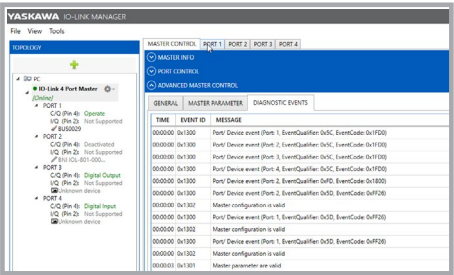 YASKAWA IO-LINK MANAGER
File View Tools
TOPOLOGY
PC
IO-Link 4 Port Master
[Online]
PORT 1
C/Q (Pin 4): Operate
I/Q (Pin 2): Not Supported
BUS0029
PORT 2
C/Q (Pin 4): Deactivated
I/Q (Pin 2): Not Supported
BNI IOL-801-000...
PORT 3
C/Q (Pin 4): Digital Output
I/Q (Pin 2): Not Supported
Unknown device
PORT 4
C/Q (Pin 4): Digital Input
I/Q (Pin 2): Not Supported
Unknown device
MASTER CONTROL PORT 1 PORT 2 PORT 3 PORT 4
MASTER INFO
PORT CONTROL
ADVANCED MASTER CONTROL
GENERAL MASTER PARAMETER DIAGNOSTIC EVENTS
TIME EVENT ID MESSAGE
00:00:00 0x1300 Port/ Device event (Port: 1, EventQualifier: 0x5C, EventCode: 0x1FD0)
00:00:00 0x1300 Port/ Device event (Port: 2, EventQualifier: 0x5C, EventCode: 0x1FD0)
00:00:00 0x1300 Port/ Device event (Port: 3, EventQualifier: 0x5C, EventCode: 0x1FD0)
00:00:00 0x1300 Port/ Device event (Port: 4, EventQualifier: 0x5C, EventCode: 0x1FD0)
00:00:00 0x1300 Port/ Device event (Port: 2, EventQualifier: 0xFD, EventCode: 0x1800)
00:00:00 0x1300 Port/ Device event (Port: 2, EventQualifier: 0x5D, EventCode: 0xFF26)
00:00:00 0x1302 Master configuration is valid
00:00:00 0x1300 Port/ Device event (Port: 1, EventQualifier: 0x5D, EventCode: 0xFF26)
00:00:00 0x1302 Master configuration is valid
00:00:00 0x1300 Port/ Device event (Port: 1, EventQualifier: 0x5D, EventCode: 0xFF26)
00:00:00 0x1302 Master configuration is valid
00:00:03 0x1301 Master parameter are valid